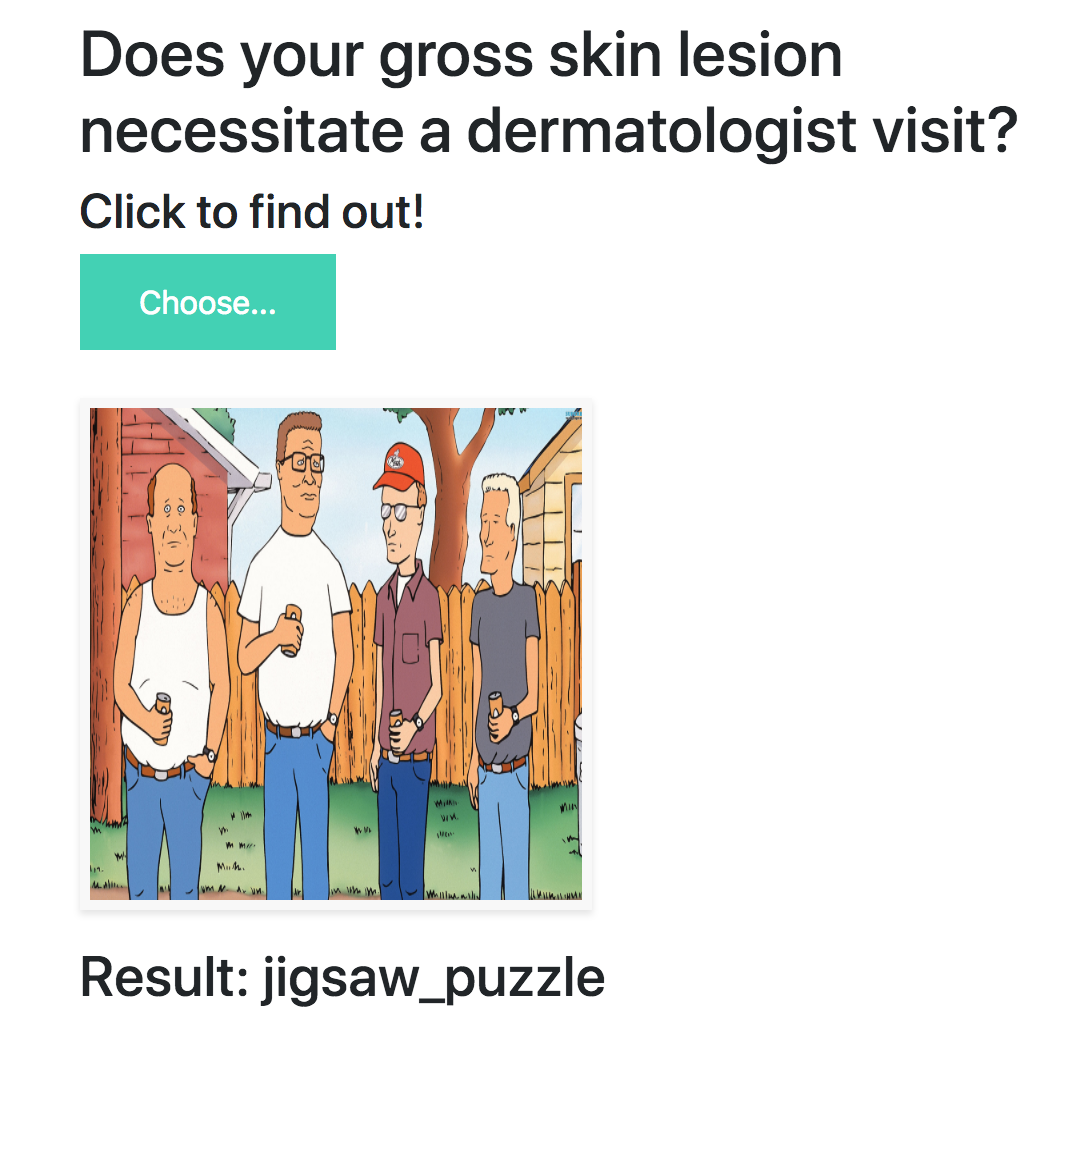 Does your gross skin lesion
necessitate a dermatologist visit?
Click to find out!
Choose...
Result: jigsaw_puzzle